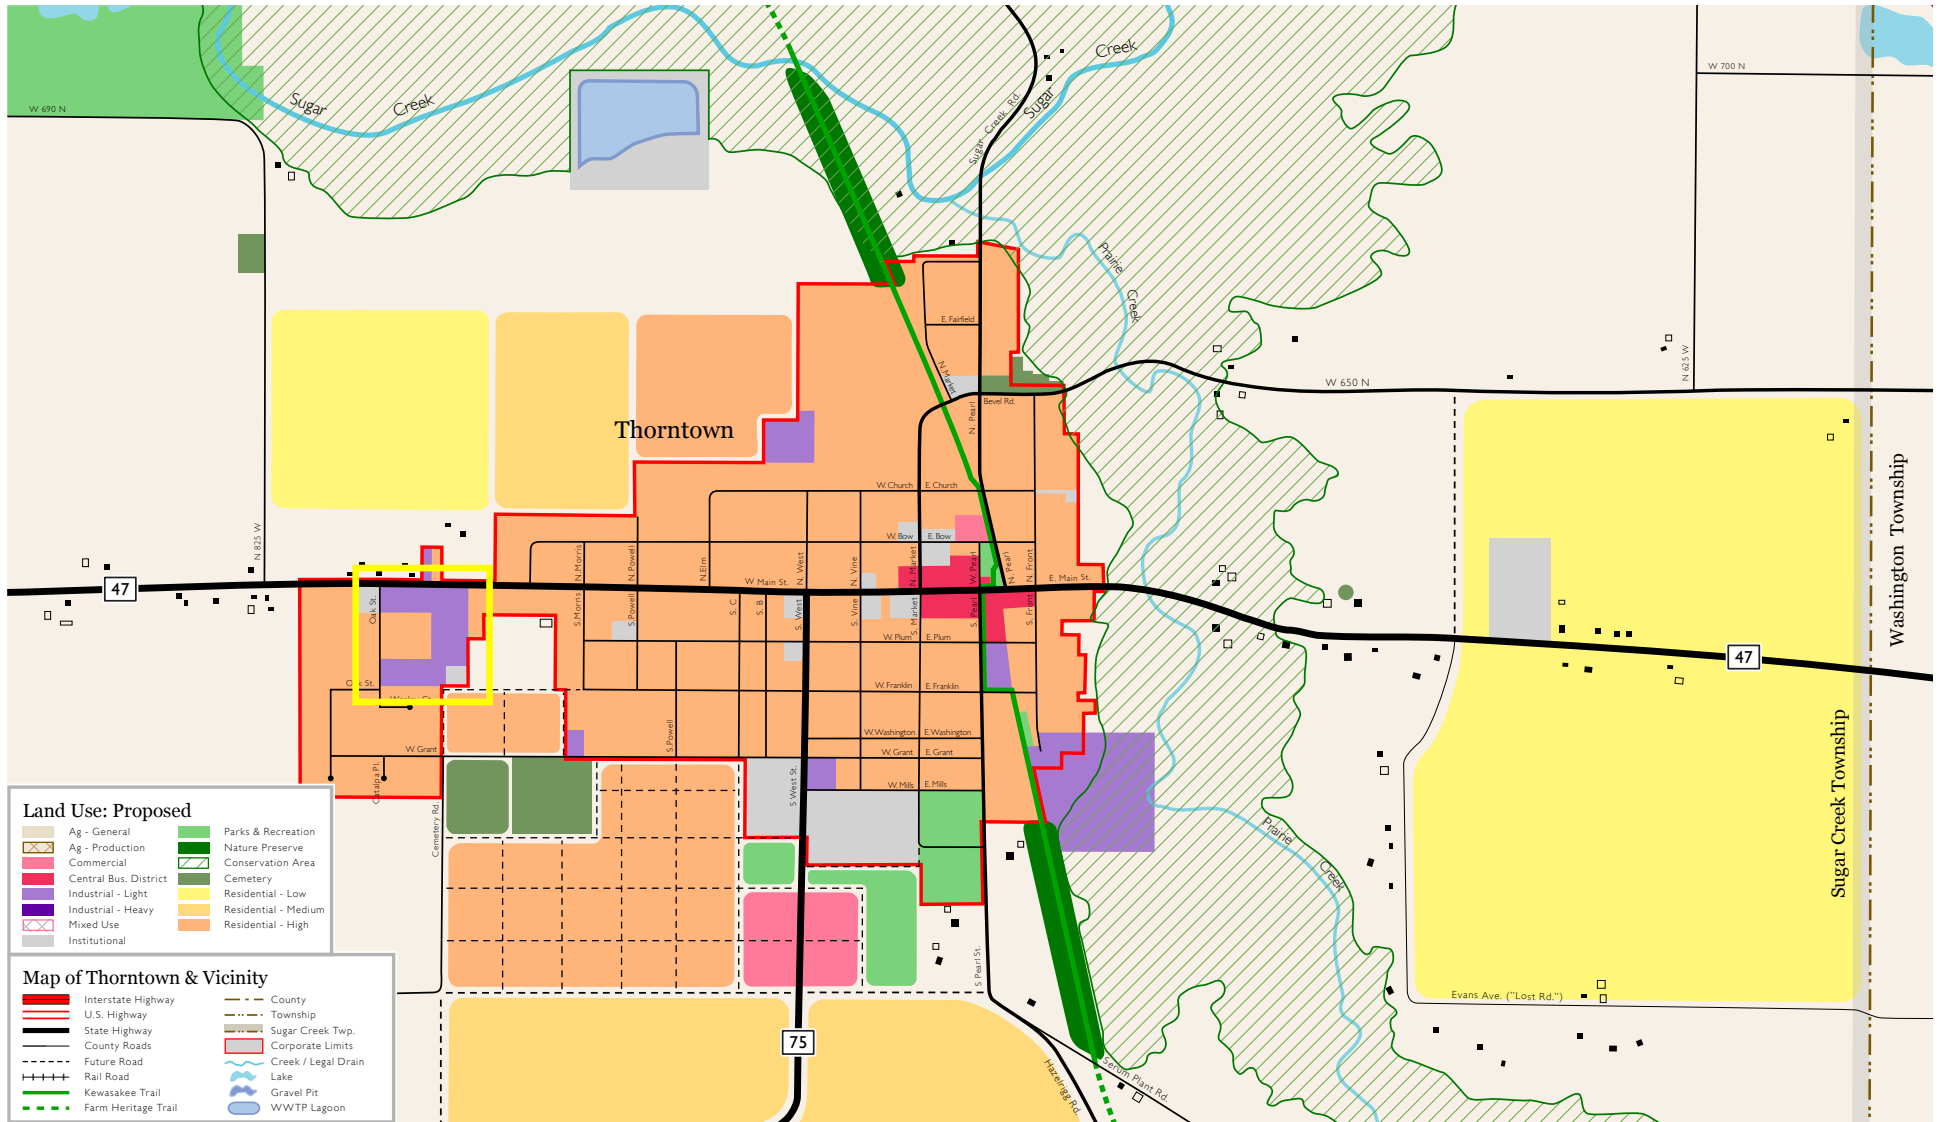 Sugar
Creek
Creek
Sugar
Sugar Creek Rd.
W 700 N
W 690 N
Prairie
Creek
E. Fairfield
N. Market
N 625 W
W 650 N
Bevel Rd.
N. Pearl
Thorntown
W. Church
E. Church
Washington Township
N 825 W
N. Morris
N. Powell
N. Elm
N. West
N. Vine
N. Market
W. Bow
E. Bow
W. Pearl
N. Pearl
N. Front
47
W Main St.
E. Main St.
Oak St.
S. Morris
S. Powell
S. C
S. B
S. West
S. Vine
S. Market
S. Pearl
S. Front
W. Plum
E. Plum
47
Oak St.
W. Franklin
E. Franklin
S. Powell
W. Washington
E. Washington
W. Grant
W. Grant
E. Grant
Catalpa Pl.
S West St.
W. Mills
E. Mills
Cemetery Rd.
Prairie
Creek
Sugar Creek Township
S Pearl St.
Evans Ave. ("Lost Rd.")
75
Hazelrigg Rd.
Serum Plant Rd.
Land Use: Proposed
Ag - General
Ag - Production
Commercial
Central Bus. District
Industrial - Light
Industrial - Heavy
Mixed Use
Institutional
Parks & Recreation
Nature Preserve
Conservation Area
Cemetery
Residential - Low
Residential - Medium
Residential - High
Map of Thorntown & Vicinity
Interstate Highway
U.S. Highway
State Highway
County Roads
Future Road
Rail Road
Kewasakee Trail
Farm Heritage Trail
County
Township
Sugar Creek Twp.
Corporate Limits
Creek / Legal Drain
Lake
Gravel Pit
WWTP Lagoon